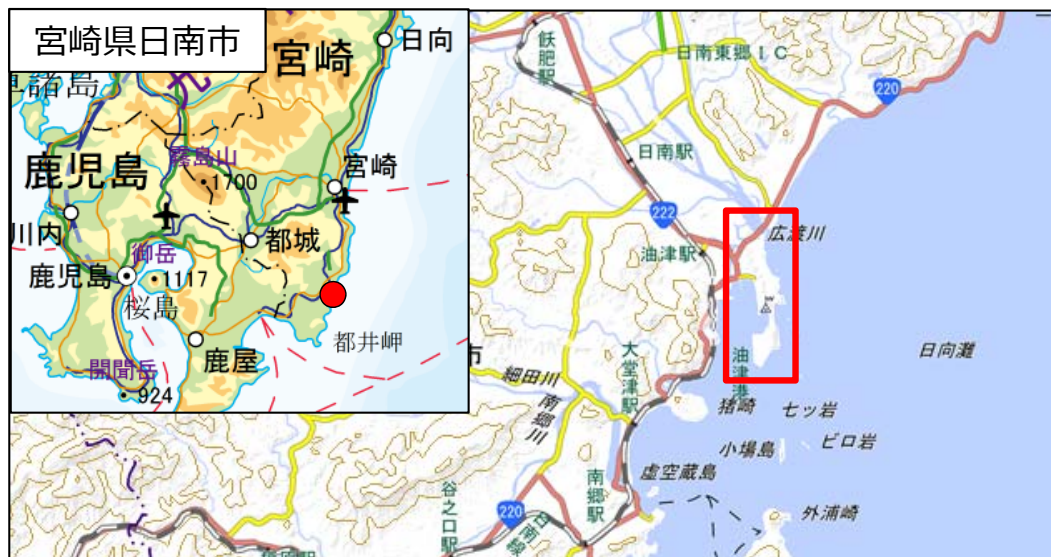 宮崎県日南市
宮崎
日向
鹿児島
霧島山
1700
宮崎
川内
都城
御岳
鹿児島
1117
桜島
都井岬
鹿屋
開聞岳
924
飫肥駅
日南東郷IC
220
日南駅
222
広渡川
油津駅
油津港
日向灘
市
大堂津駅
細田川
南郷川
猪崎
七ッ岩
小場島
ビロ岩
虚空蔵島
南郷駅
谷之口駅
220
日南線
外浦崎